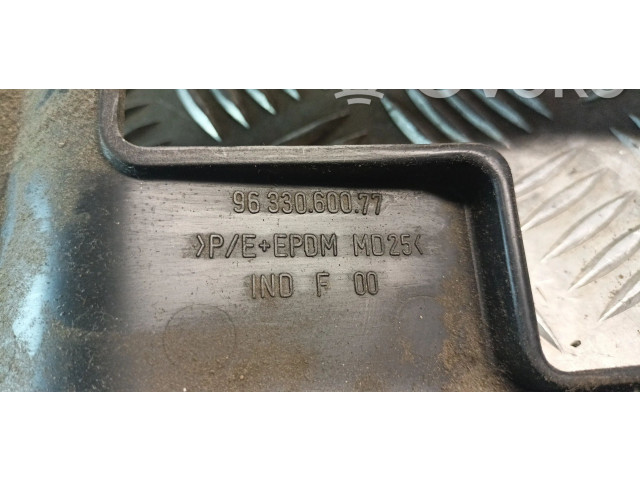 96 330.600.77
>P/E+EPDM MD25<
IND F 00